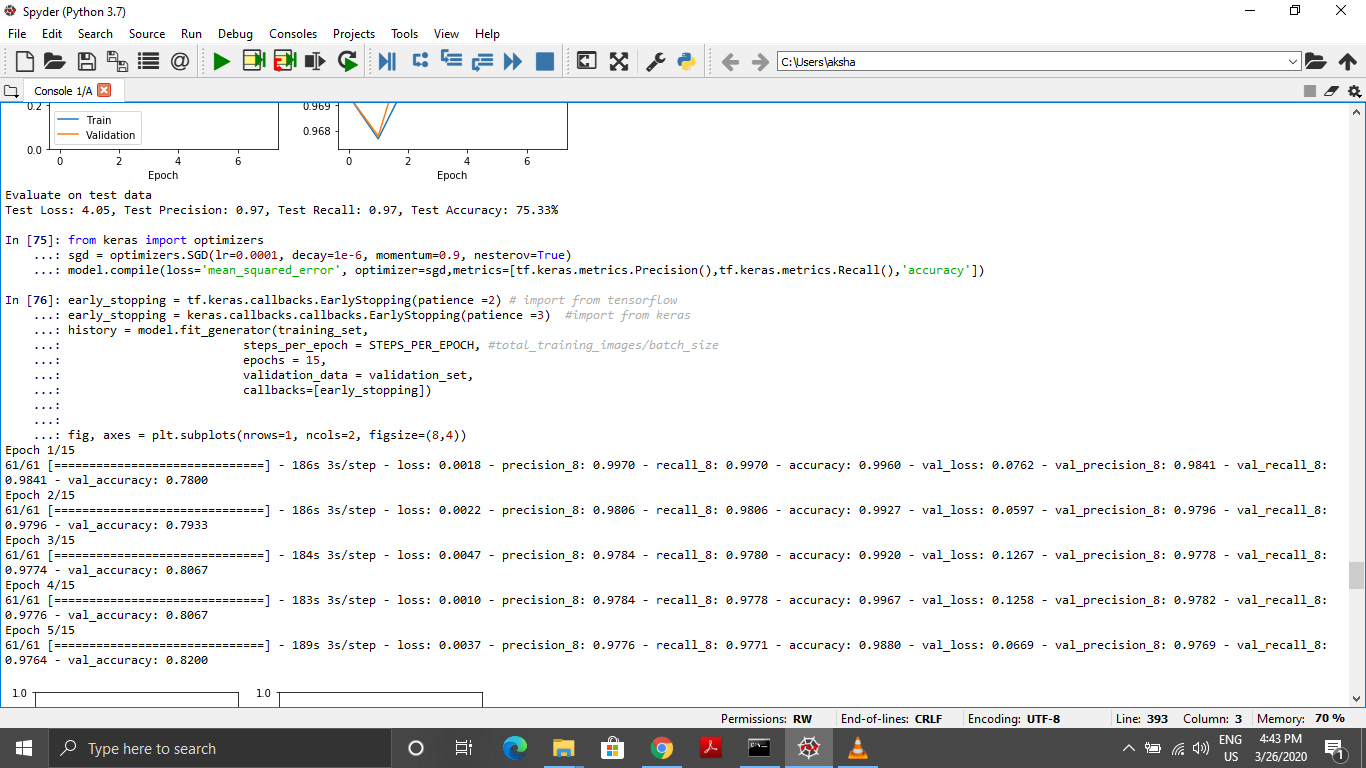 Spyder (Python 3.7)
File Edit Search Source Run Debug Consoles Projects Tools View Help
C:\Users\aksha
Console 1/A
0.2
0.969
Train
Validation
0.968
0.0
0 2 4 6 0 2 4 6
Epoch Epoch
Evaluate on test data
Test Loss: 4.05, Test Precision: 0.97, Test Recall: 0.97, Test Accuracy: 75.33%
In [75]: from keras import optimizers
...: sgd = optimizers.SGD(lr=0.0001, decay=1e-6, momentum=0.9, nesterov=True)
...: model.compile(loss='mean_squared_error', optimizer=sgd,metrics=[tf.keras.metrics.Precision(),tf.keras.metrics.Recall(),'accuracy'])
In [76]: early_stopping = tf.keras.callbacks.EarlyStopping(patience =2) # import from tensorflow
...: early_stopping = keras.callbacks.callbacks.EarlyStopping(patience =3)  #import from keras
...: history = model.fit_generator(training_set,
...: steps_per_epoch = STEPS_PER_EPOCH, #total_training_images/batch_size
...: epochs = 15,
...: validation_data = validation_set,
...: callbacks=[early_stopping])
...:
...:
...: fig, axes = plt.subplots(nrows=1, ncols=2, figsize=(8,4))
Epoch 1/15
61/61 [==============================] - 186s 3s/step - loss: 0.0018 - precision_8: 0.9970 - recall_8: 0.9970 - accuracy: 0.9960 - val_loss: 0.0762 - val_precision_8: 0.9841 - val_recall_8:
0.9841 - val_accuracy: 0.7800
Epoch 2/15
61/61 [==============================] - 186s 3s/step - loss: 0.0022 - precision_8: 0.9806 - recall_8: 0.9806 - accuracy: 0.9927 - val_loss: 0.0597 - val_precision_8: 0.9796 - val_recall_8:
0.9796 - val_accuracy: 0.7933
Epoch 3/15
61/61 [==============================] - 184s 3s/step - loss: 0.0047 - precision_8: 0.9784 - recall_8: 0.9780 - accuracy: 0.9920 - val_loss: 0.1267 - val_precision_8: 0.9778 - val_recall_8:
0.9774 - val_accuracy: 0.8067
Epoch 4/15
61/61 [==============================] - 183s 3s/step - loss: 0.0010 - precision_8: 0.9784 - recall_8: 0.9778 - accuracy: 0.9967 - val_loss: 0.1258 - val_precision_8: 0.9782 - val_recall_8:
0.9776 - val_accuracy: 0.8067
Epoch 5/15
61/61 [==============================] - 189s 3s/step - loss: 0.0037 - precision_8: 0.9776 - recall_8: 0.9771 - accuracy: 0.9880 - val_loss: 0.0669 - val_precision_8: 0.9769 - val_recall_8:
0.9764 - val_accuracy: 0.8200
1.0 1.0
Permissions: RW End-of-lines: CRLF Encoding: UTF-8 Line: 393 Column: 3 Memory: 70 %
Type here to search
ENG 4:43 PM
US 3/26/2020
1